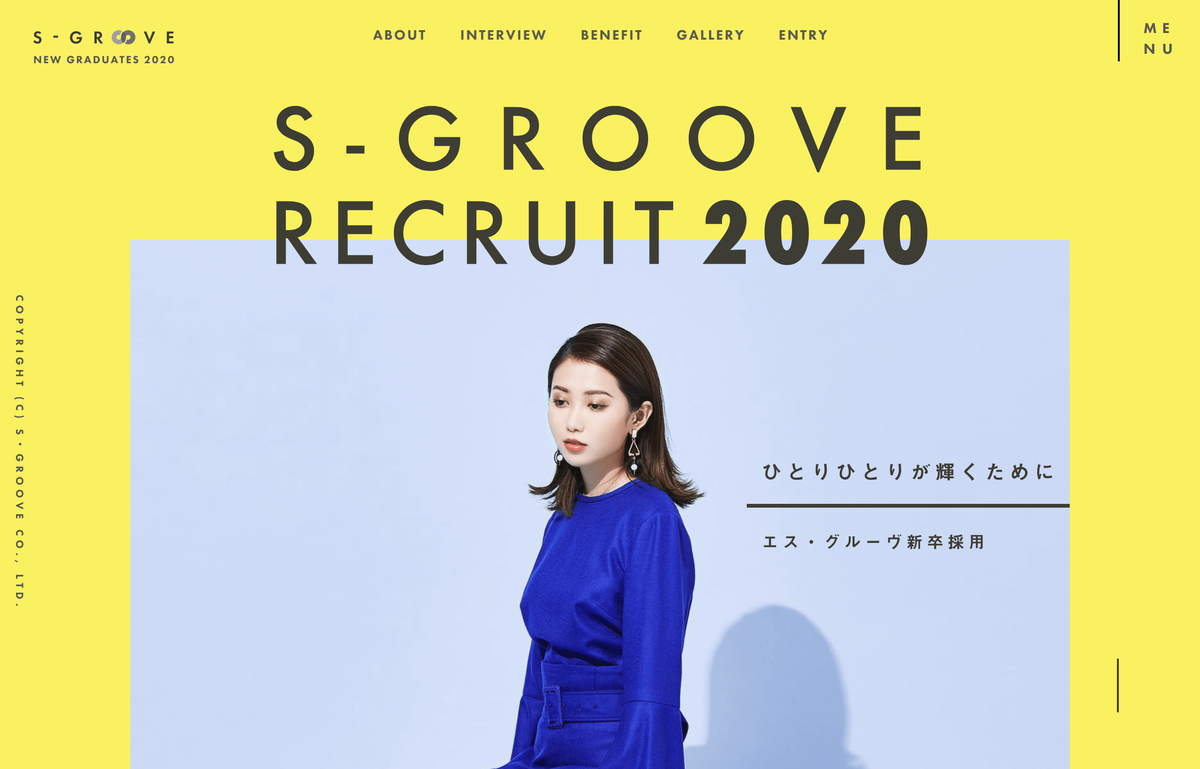 S-GROOVE
NEW GRADUATES 2020
ABOUT INTERVIEW BENEFIT GALLERY ENTRY
ME
NU
S-GROOVE
RECRUIT 2020
ひとりひとりが輝くために
エス・グルーヴ新卒採用
COPYRIGHT (C) S・GROOVE CO., LTD.